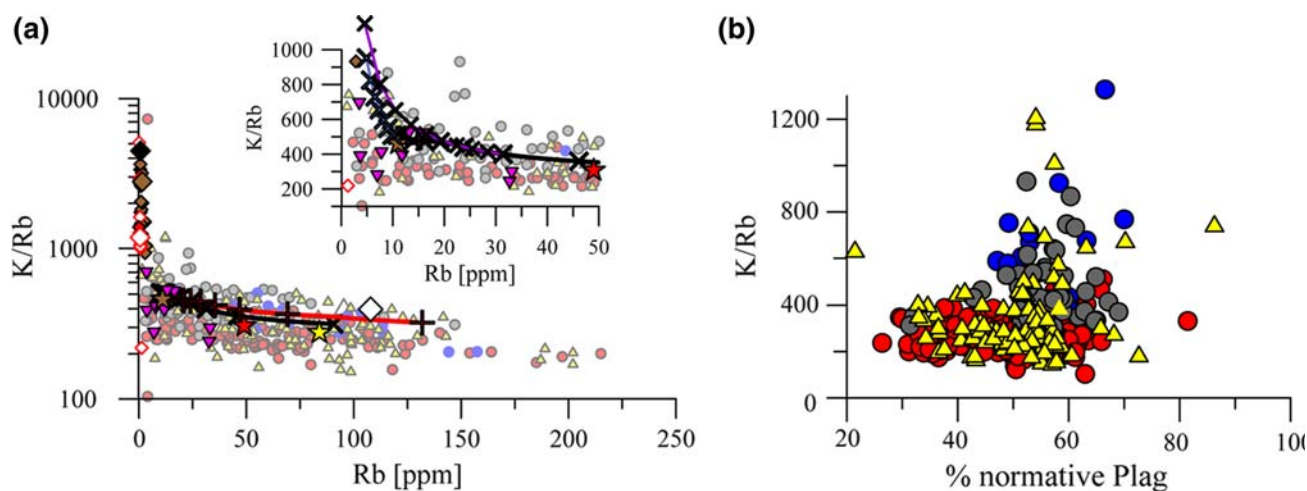 (a)
10000
1000
100
K/Rb
0 50 100 150 200 250
Rb [ppm]
1000
800
600
400
200
K/Rb
0 10 20 30 40 50
Rb [ppm]
(b)
1200
800
400
0
K/Rb
20 40 60 80 100
% normative Plag